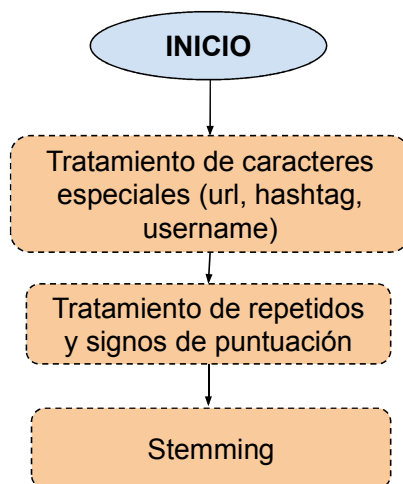 INICIO
Tratamiento de caracteres
especiales (url, hashtag,
username)
Tratamiento de repetidos
y signos de puntuación
Stemming